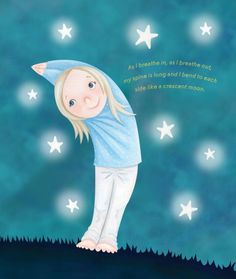 As I breathe in, as I breathe out,
my spine is long and I bend to each
side like a crescent moon.